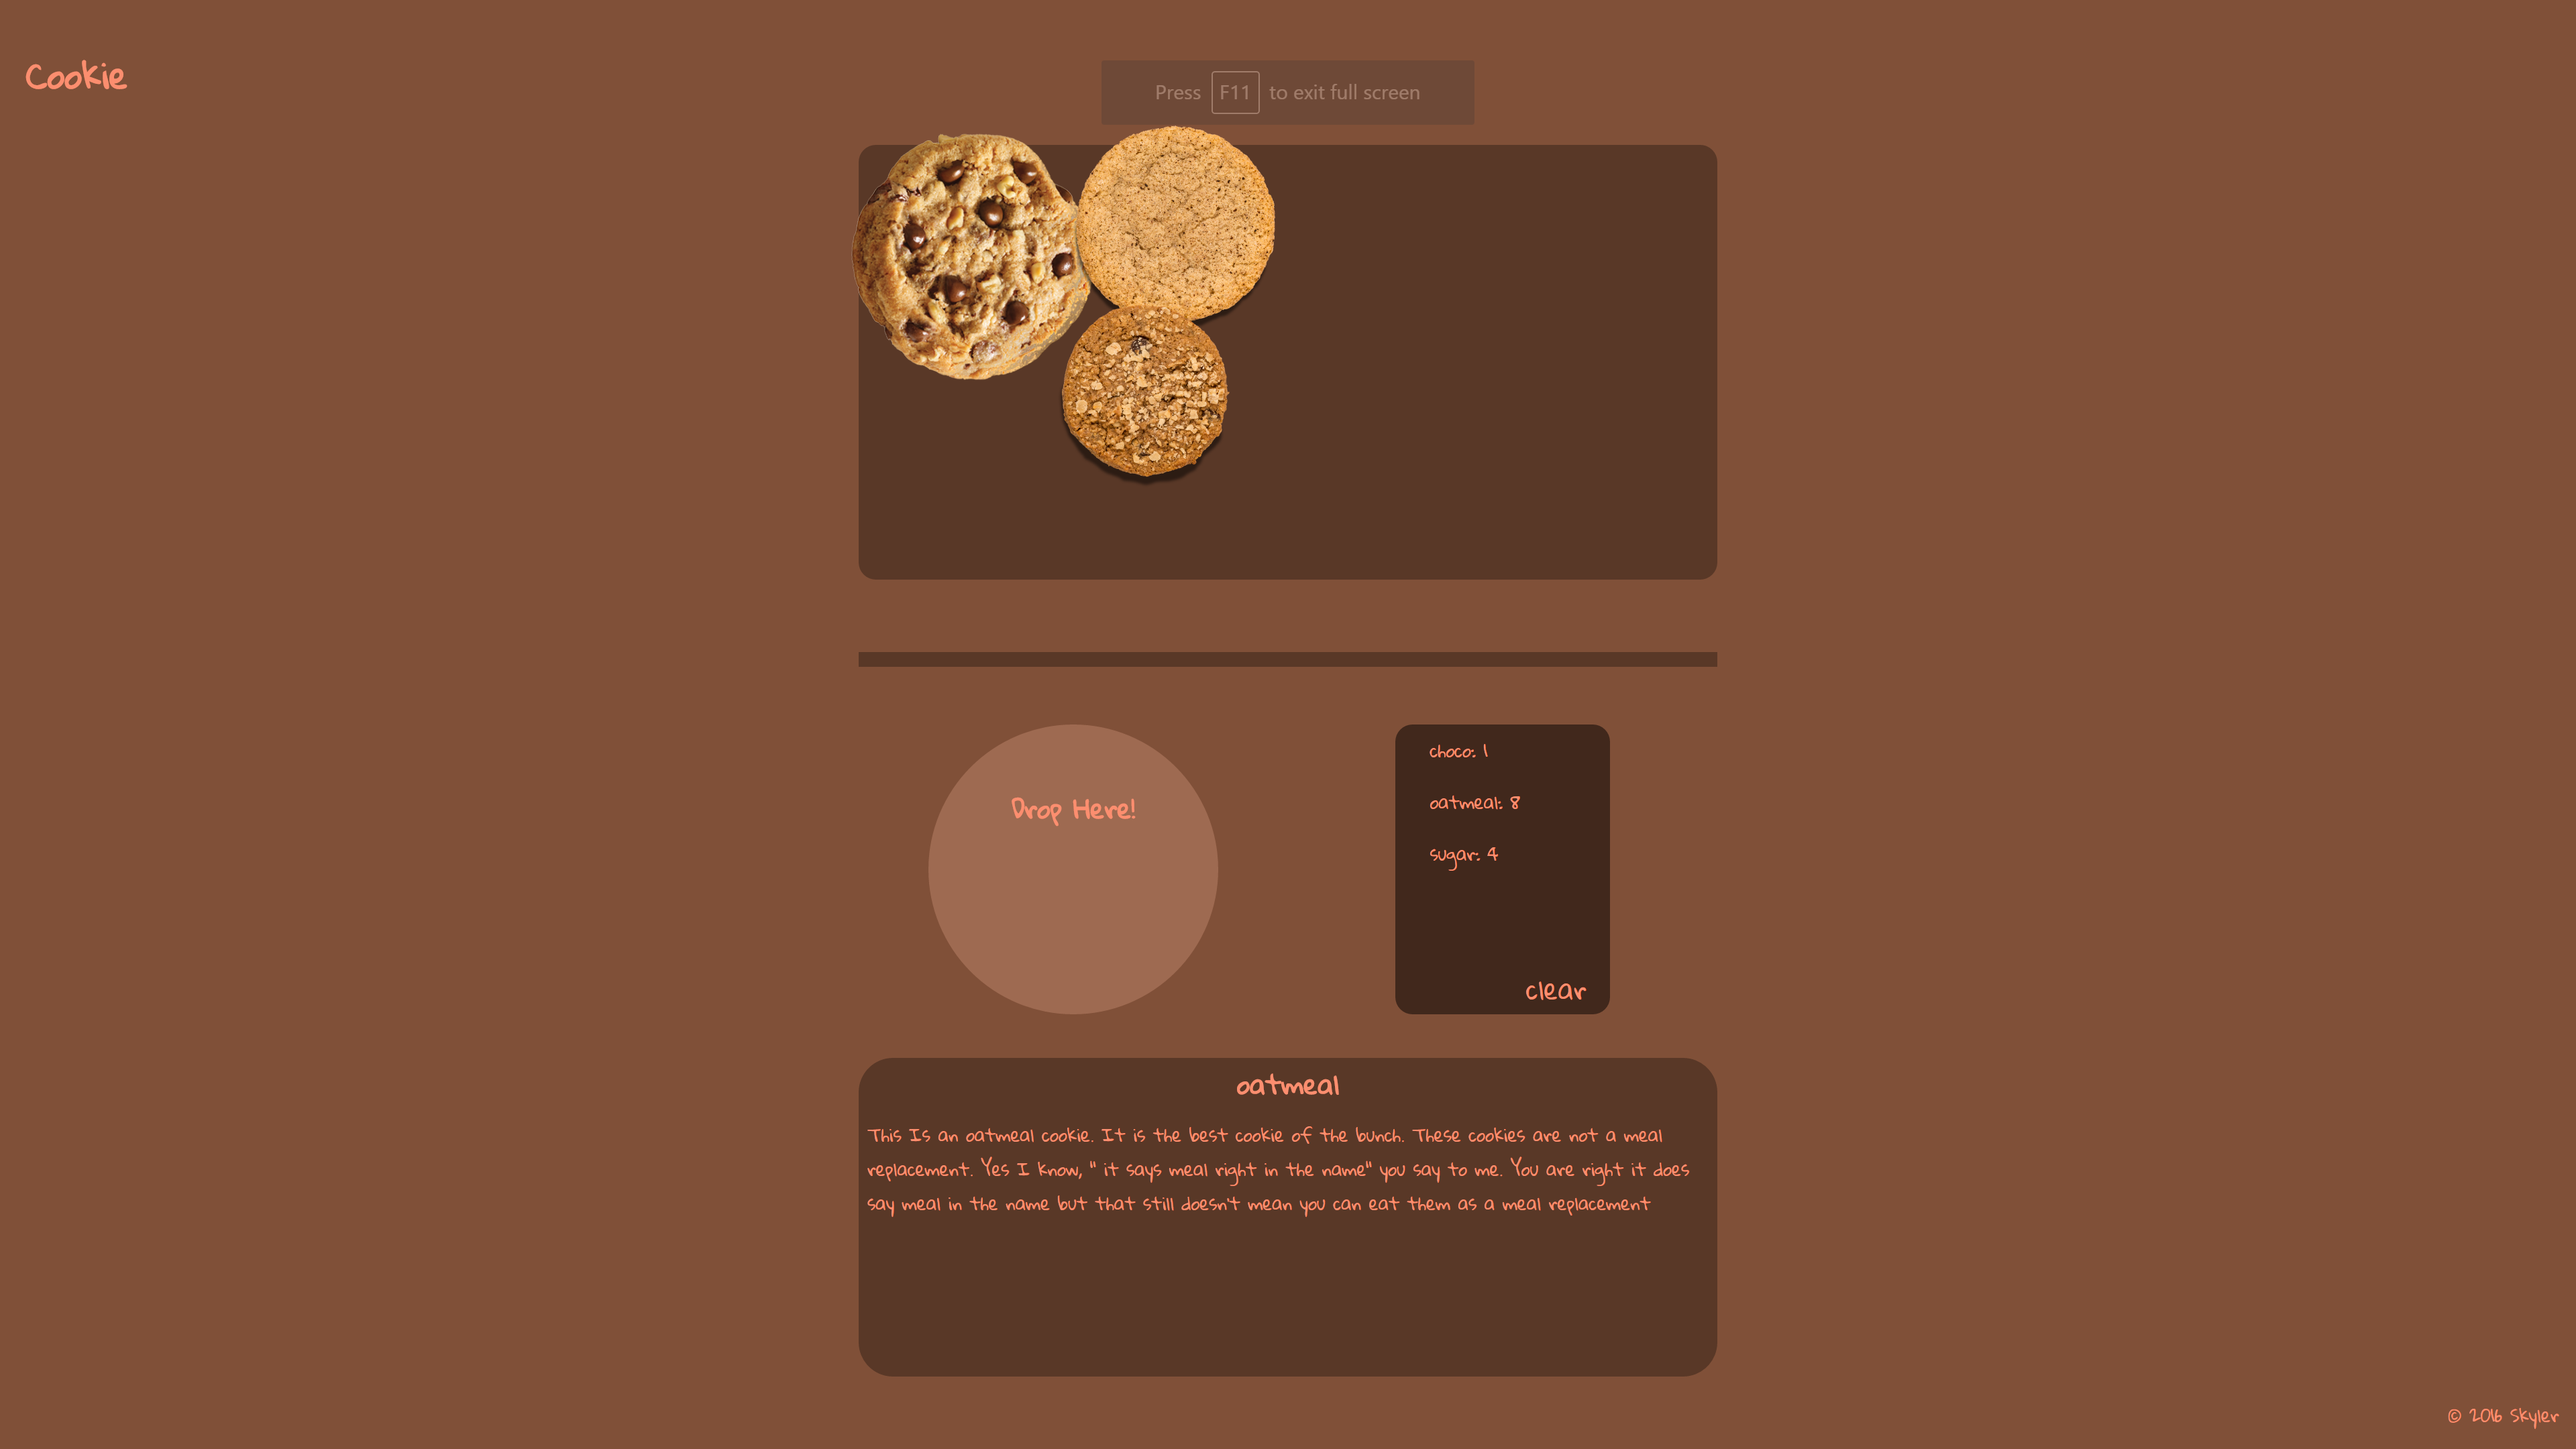 Cookie
Press F11 to exit full screen
Drop Here!
choco: 1
oatmeal: 8
sugar: 4
clear
oatmeal
This Is an oatmeal cookie. It is the best cookie of the bunch. These cookies are not a meal
replacement. Yes I know, " it says meal right in the name" you say to me. You are right it does
say meal in the name but that still doesn't mean you can eat them as a meal replacement
© 2016 Skyler